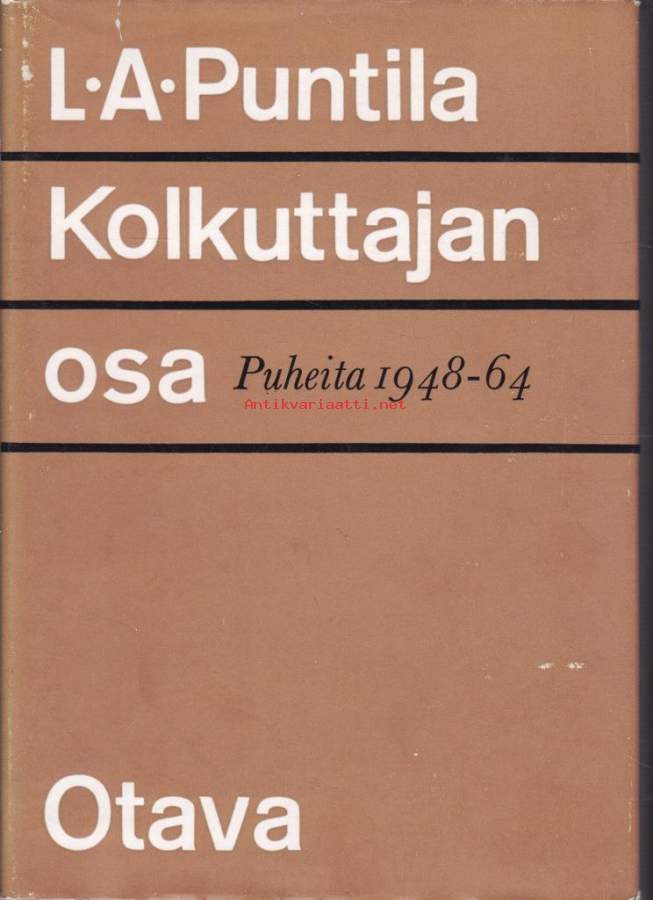 L·A·Puntila
Kolkuttajan
osa Puheita 1948-64
Antikvariaatti.net
Otava